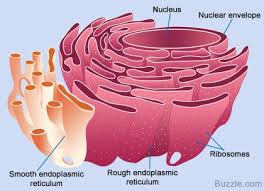 Nucleus
Nuclear envelope
Smooth endoplasmic
reticulum
Rough endoplasmic
reticulum
Ribosomes
Buzzle.com